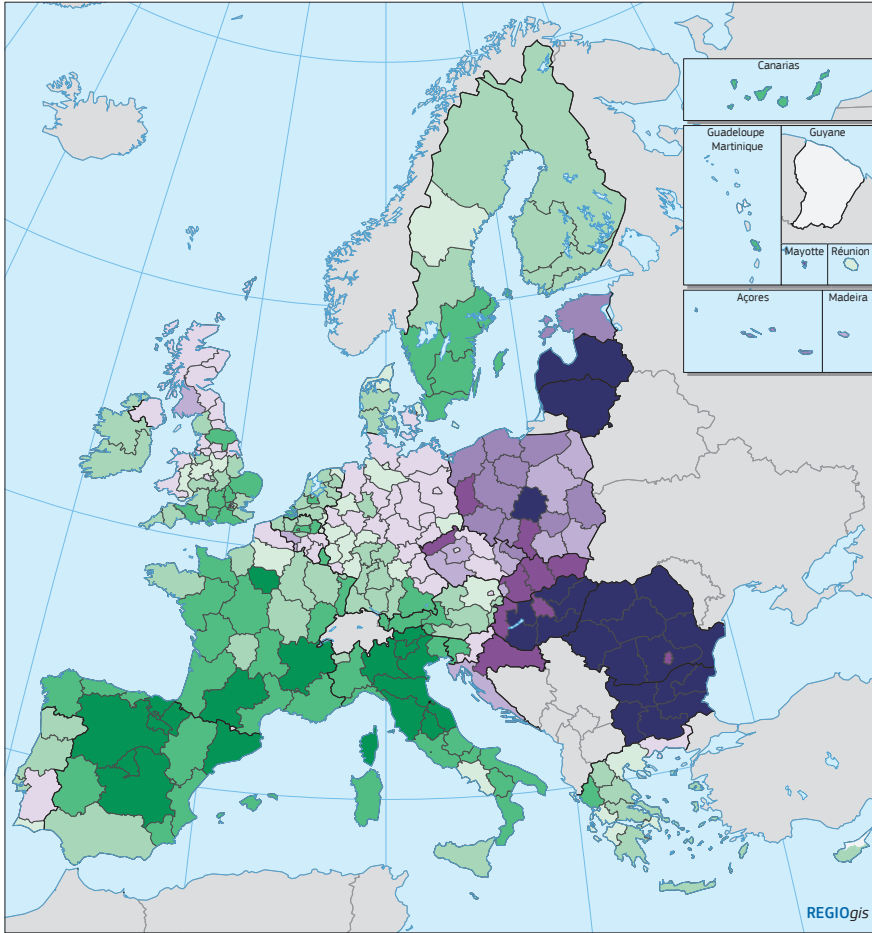 Canarias
Guadeloupe
Martinique
Guyane
Mayotte
Réunion
Açores
Madeira
REGIOgis